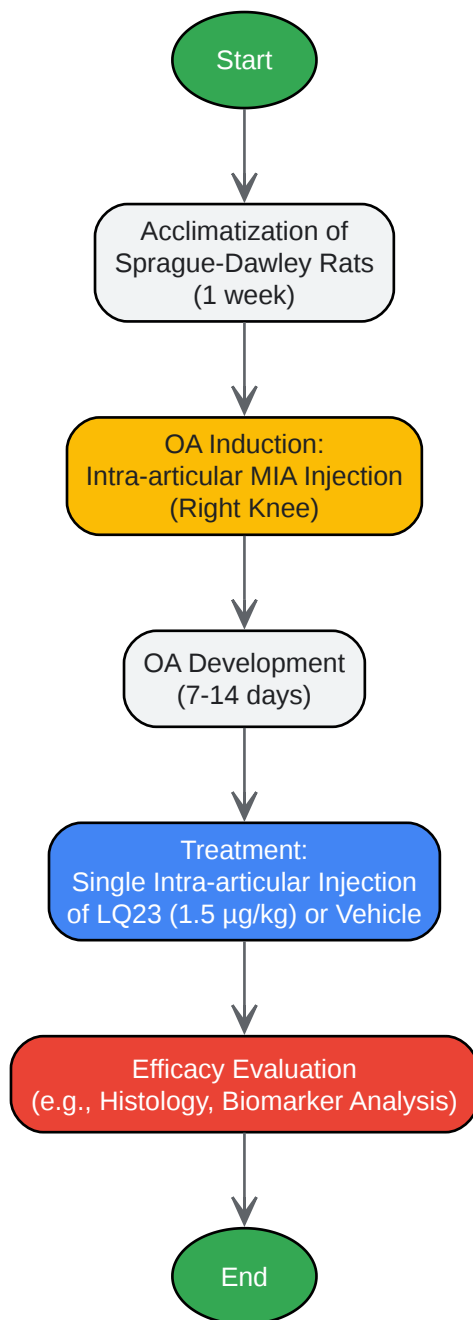 Start
Acclimatization of
Sprague-Dawley Rats
(1 week)
OA Induction:
Intra-articular MIA Injection
(Right Knee)
OA Development
(7-14 days)
Treatment:
Single Intra-articular Injection
of LQ23 (1.5 µg/kg) or Vehicle
Efficacy Evaluation
(e.g., Histology, Biomarker Analysis)
End